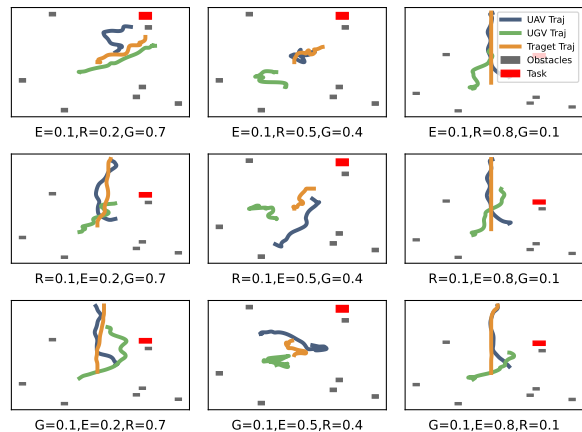 UAV Traj
UGV Traj
Traget Traj
Obstacles
Task
E=0.1,R=0.2,G=0.7
E=0.1,R=0.5,G=0.4
E=0.1,R=0.8,G=0.1
R=0.1,E=0.2,G=0.7
R=0.1,E=0.5,G=0.4
R=0.1,E=0.8,G=0.1
G=0.1,E=0.2,R=0.7
G=0.1,E=0.5,R=0.4
G=0.1,E=0.8,R=0.1